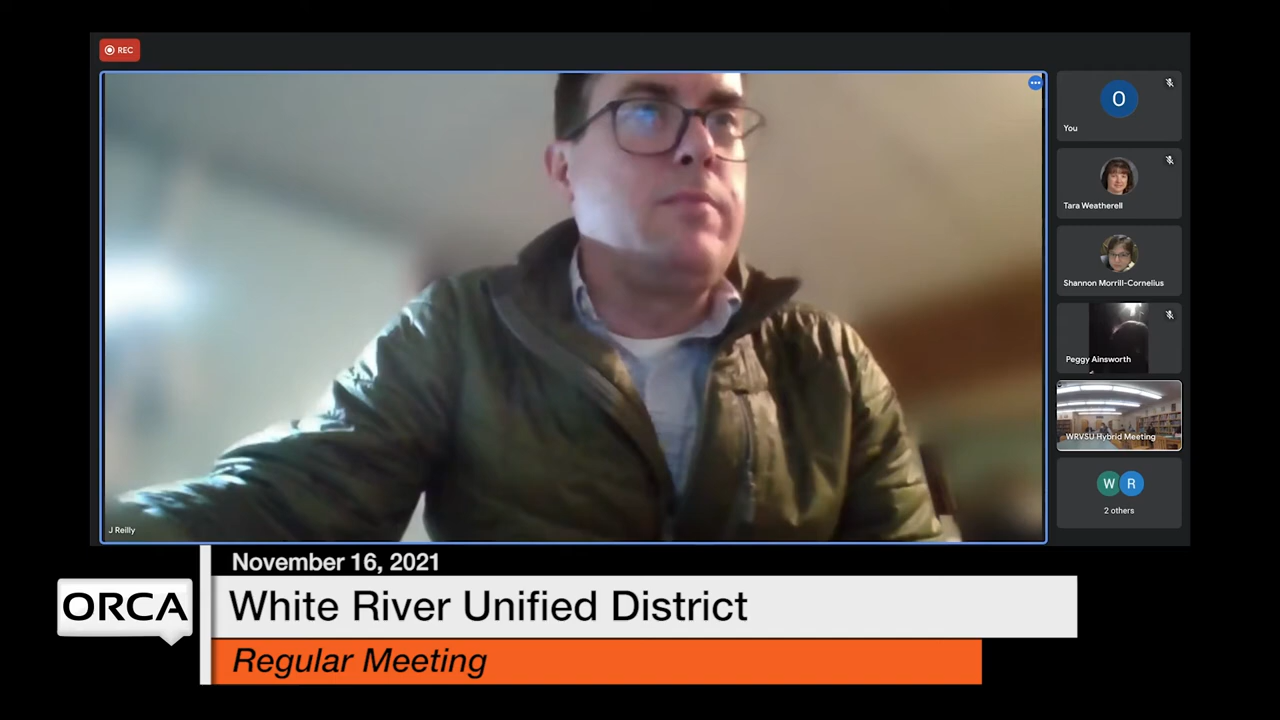 REC
O
You
Tara Weatherell
Shannon Morrill-Cornelius
Peggy Ainsworth
WRVSU Hybrid Meeting
W R
2 others
J Reilly
November 16, 2021
ORCA
White River Unified District
Regular Meeting